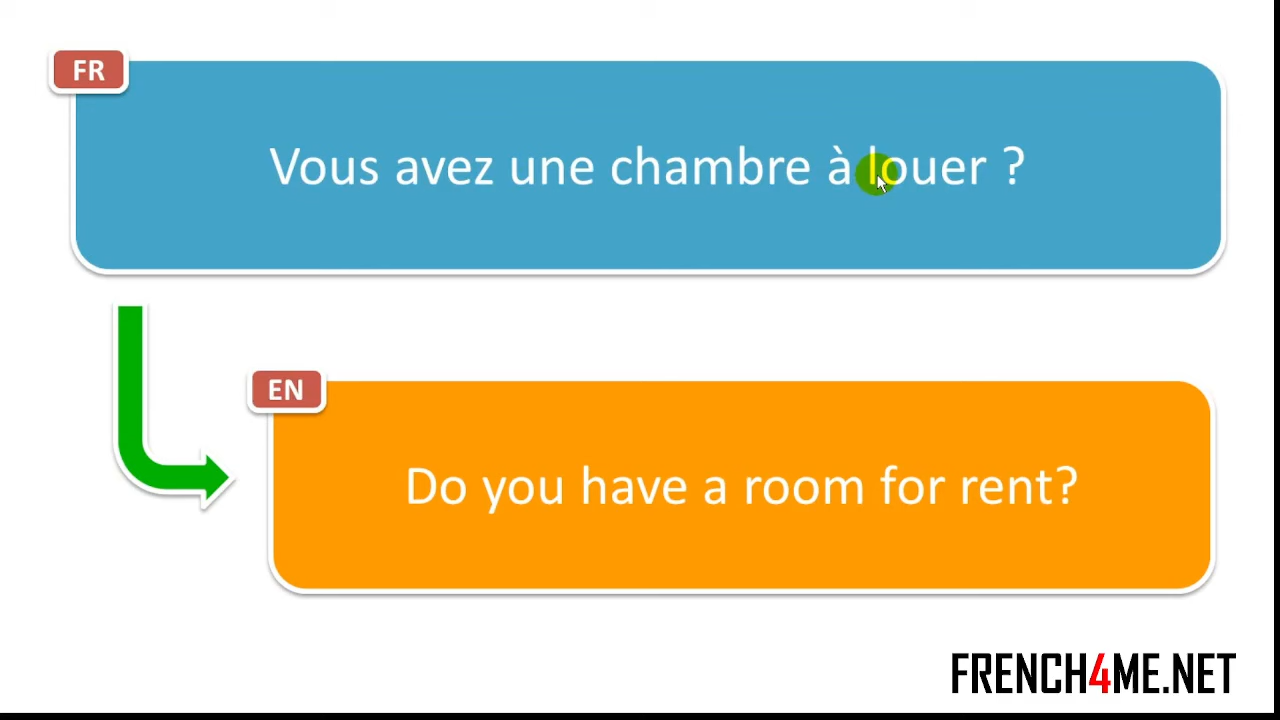 FR
Vous avez une chambre à louer ?
EN
Do you have a room for rent?
FRENCH4ME.NET